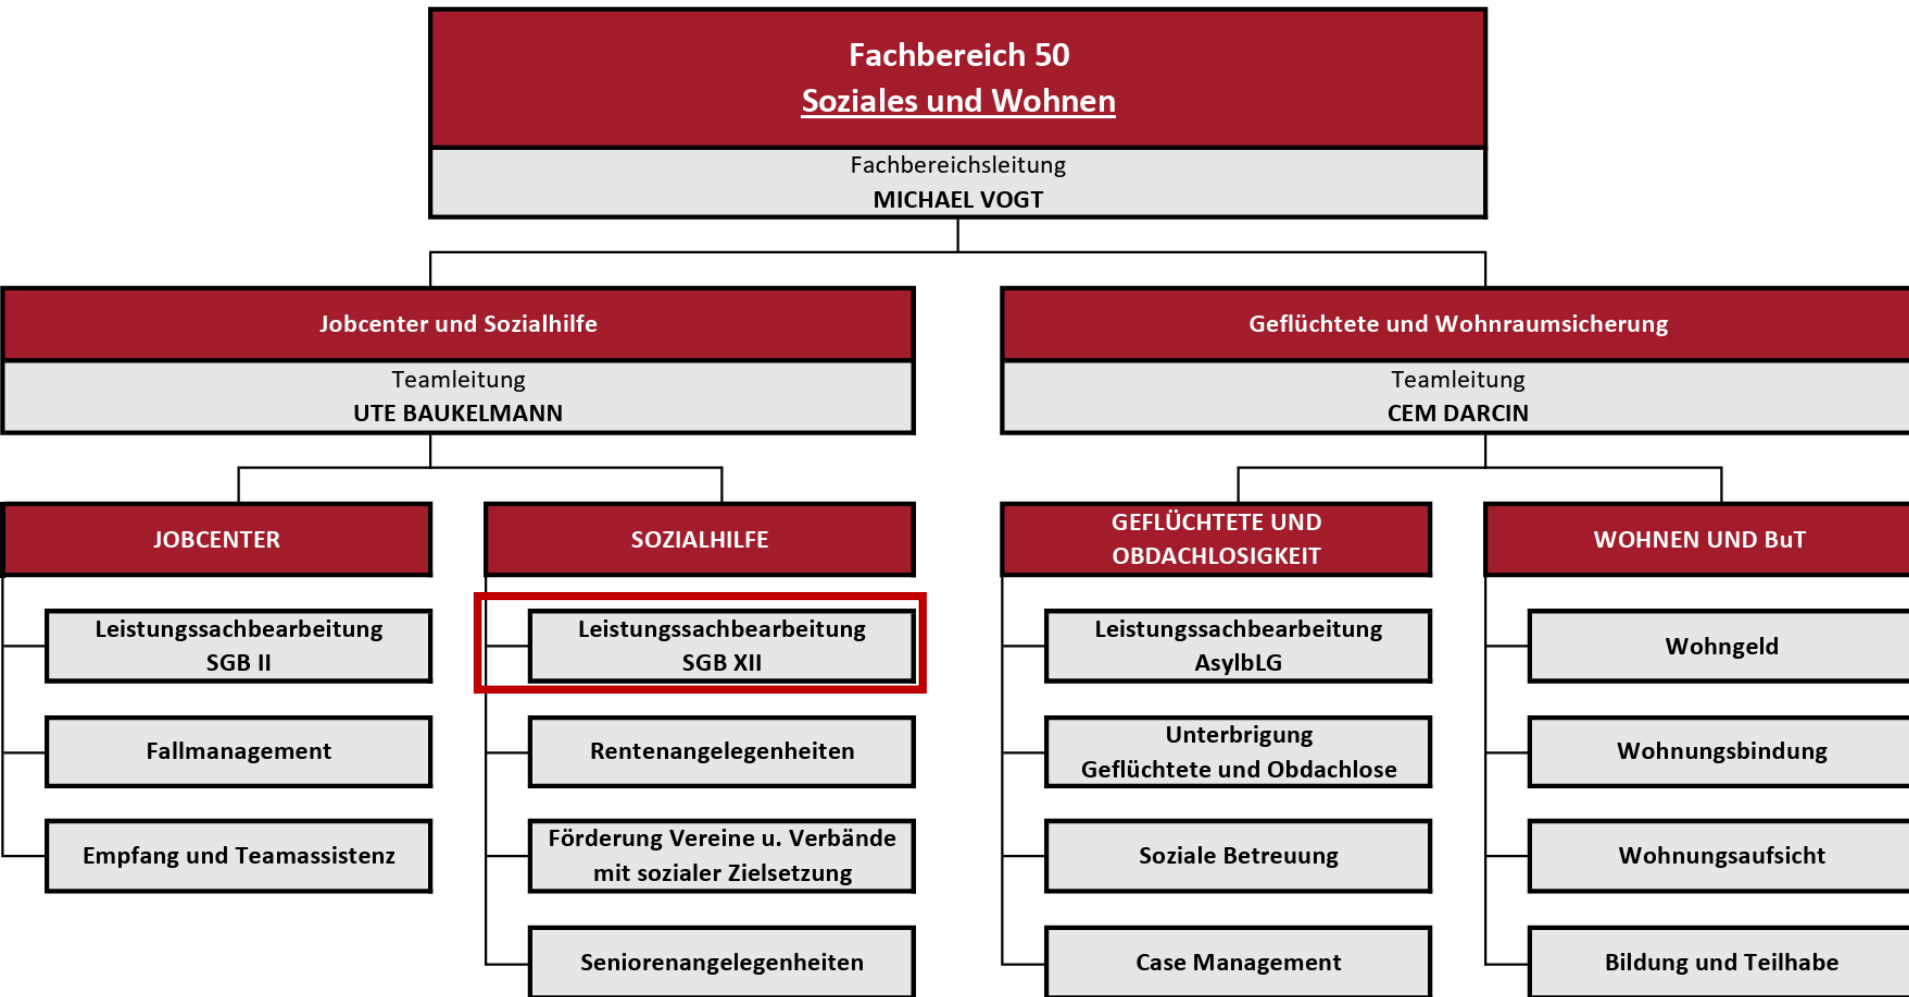 Fachbereich 50
Soziales und Wohnen
Fachbereichsleitung
MICHAEL VOGT
Jobcenter und Sozialhilfe
Teamleitung
UTE BAUKELMANN
Geflüchtete und Wohnraumsicherung
Teamleitung
CEM DARCIN
JOBCENTER
Leistungssachbearbeitung
SGB II
Fallmanagement
Empfang und Teamassistenz
SOZIALHILFE
Leistungssachbearbeitung
SGB XII
Rentenangelegenheiten
Förderung Vereine u. Verbände
mit sozialer Zielsetzung
Seniorenangelegenheiten
GEFLÜCHTETE UND
OBDACHLOSIGKEIT
Leistungssachbearbeitung
AsylbLG
Unterbrigung
Geflüchtete und Obdachlose
Soziale Betreuung
Case Management
WOHNEN UND BuT
Wohngeld
Wohnungsbindung
Wohnungsaufsicht
Bildung und Teilhabe